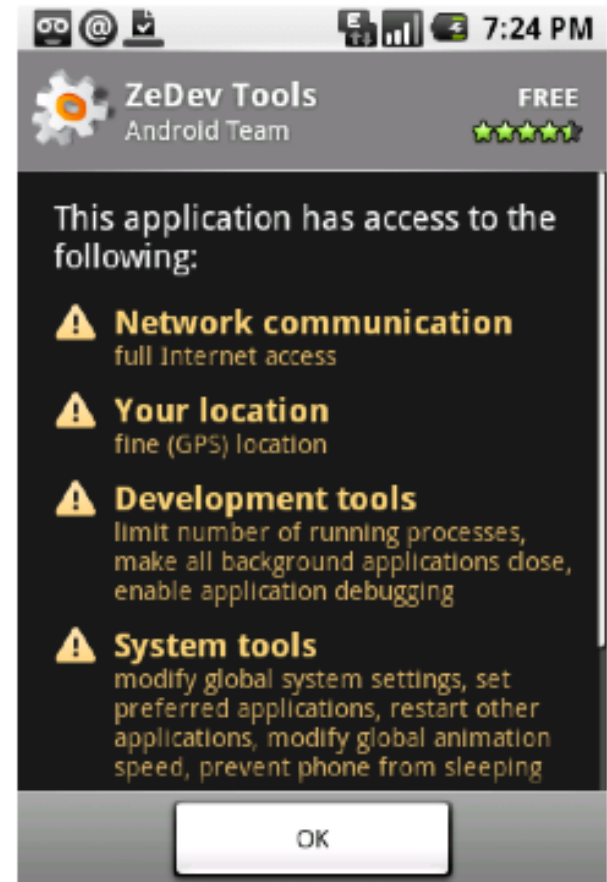 7:24 PM
ZeDev Tools
FREE
Android Team
This application has access to the
following:
Network communication
full Internet access
Your location
fine (GPS) location
Development tools
limit number of running processes,
make all background applications close,
enable application debugging
System tools
modify global system settings, set
preferred applications, restart other
applications, modify global animation
speed, prevent phone from sleeping
OK